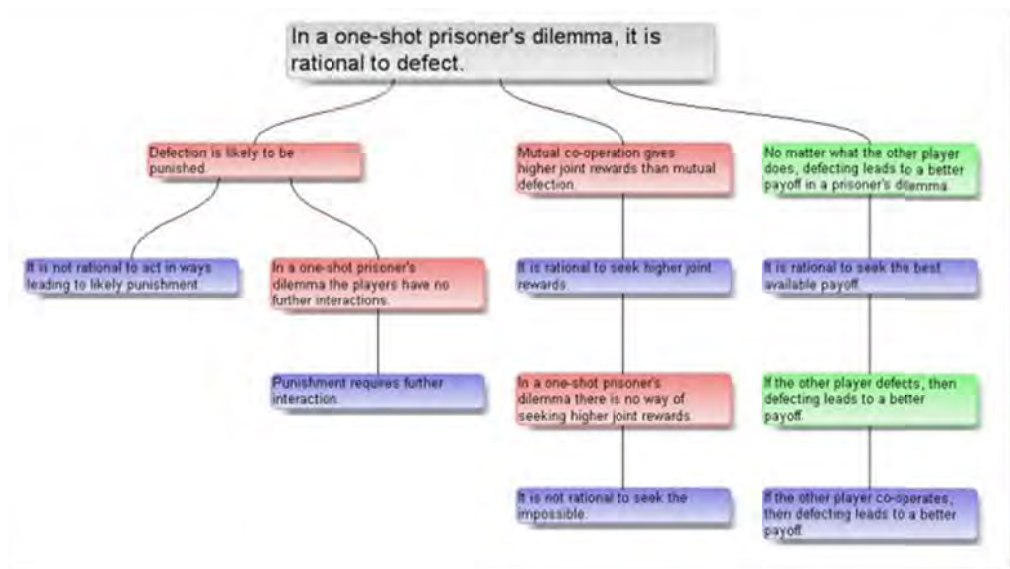 In a one-shot prisoner's dilemma, it is
rational to defect.
Defection is likely to be
punished.
Mutual co-operation gives
higher joint rewards than mutual
defection.
No matter what the other player
does, defecting leads to a better
payoff in a prisoner's dilemma.
It is not rational to act in ways
leading to likely punishment
In a one-shot prisoner's
dilemma the players have no
further interactions.
It is rational to seek higher joint
rewards.
It is rational to seek the best
available payoff.
Punishment requires further
interaction.
In a one-shot prisoner's
dilemma there is no way of
seeking higher joint rewards.
If the other player defects, then
defecting leads to a better
payoff.
It is not rational to seek the
impossible.
If the other player co-operates,
then defecting leads to a better
payoff